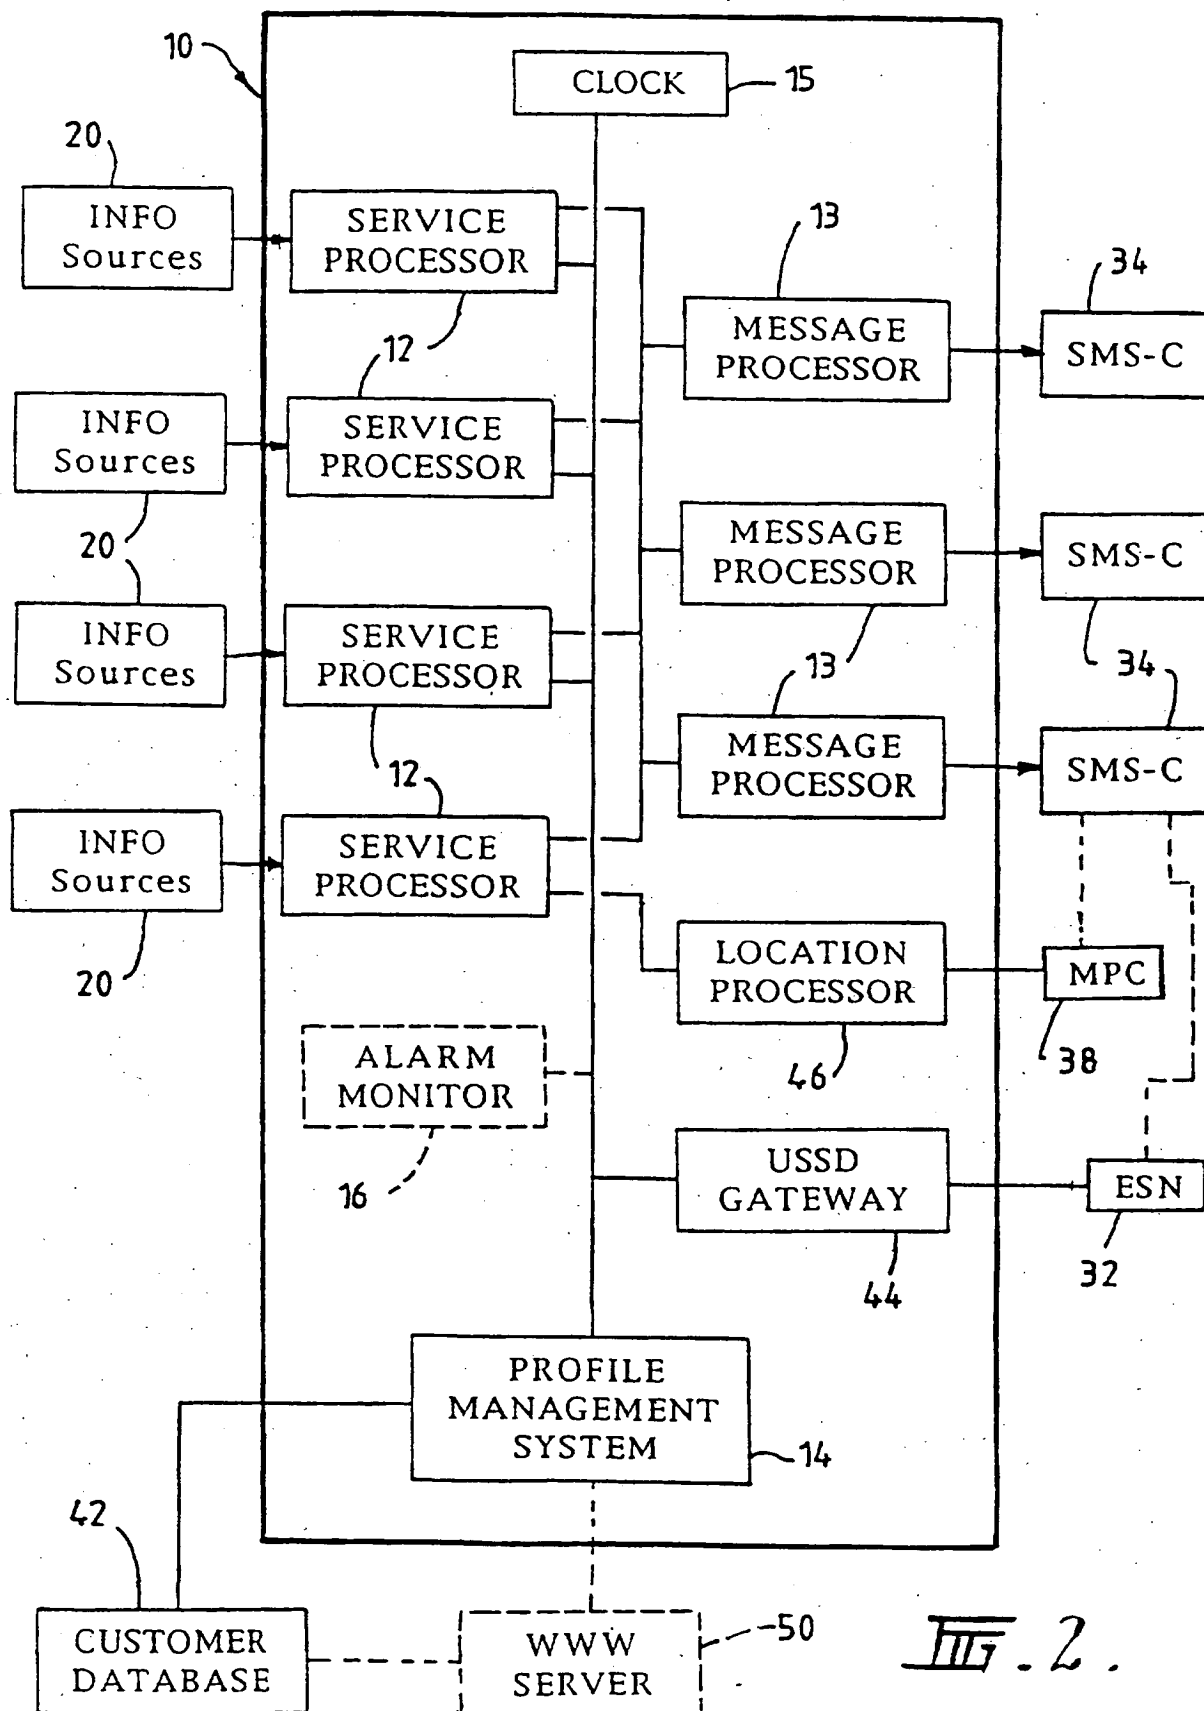 10
CLOCK
15
20
INFO
Sources
SERVICE
PROCESSOR
13
34
12
MESSAGE
PROCESSOR
SMS-C
INFO
Sources
SERVICE
PROCESSOR
20
MESSAGE
PROCESSOR
SMS-C
INFO
Sources
SERVICE
PROCESSOR
13
34
12
MESSAGE
PROCESSOR
SMS-C
INFO
Sources
SERVICE
PROCESSOR
20
LOCATION
PROCESSOR
MPC
46
38
ALARM
MONITOR
16
USSD
GATEWAY
ESN
44
32
PROFILE
MANAGEMENT
SYSTEM
14
42
CUSTOMER
DATABASE
WWW
SERVER
50
FIG. 2.